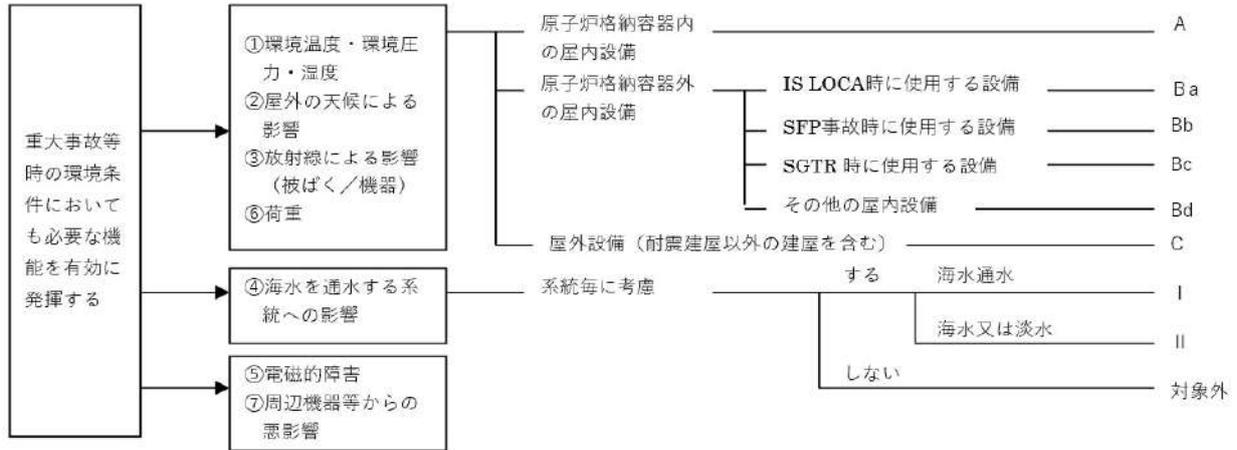 重大事故等
時の環境条
件において
も必要な機
能を有効に
発揮する
①環境温度・環境圧
力・湿度
②屋外の天候による
影響
③放射線による影響
（被ばく／機器）
⑥荷重
④海水を通水する系
統への影響
⑤電磁的障害
⑦周辺機器等からの
悪影響
原子炉格納容器内
の屋内設備
A
原子炉格納容器外
の屋内設備
IS LOCA時に使用する設備
Ba
SFP事故時に使用する設備
Bb
SGTR 時に使用する設備
Bc
その他の屋内設備
Bd
屋外設備（耐震建屋以外の建屋を含む）
C
系統毎に考慮
する
海水通水
I
海水又は淡水
II
しない
対象外